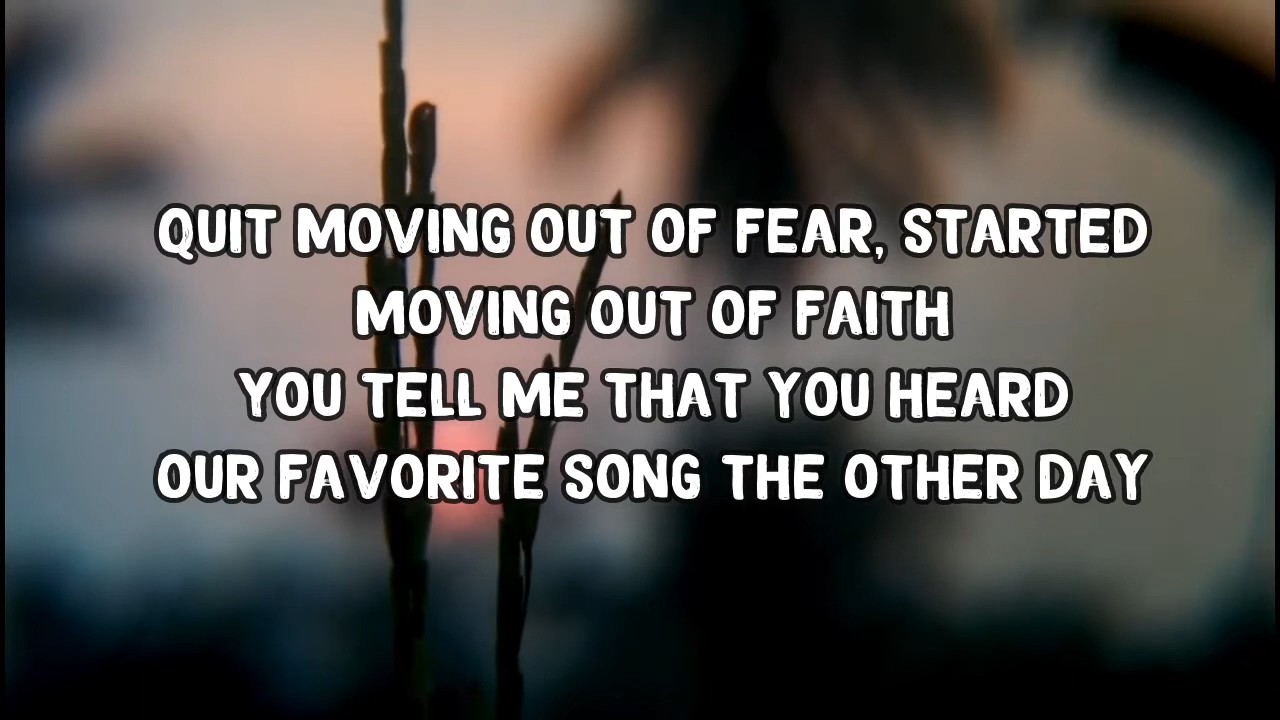 QUIT MOVING OUT OF FEAR, STARTED
MOVING OUT OF FAITH
YOU TELL ME THAT YOU HEARD
OUR FAVORITE SONG THE OTHER DAY